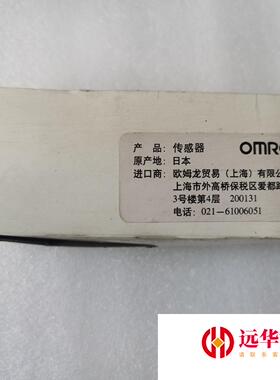 产 品：传感器
OMRO
原产地：日本
进口商：欧姆龙贸易（上海）有限公
上海市外高桥保税区爱都路
3号楼第4层 200131
电话：021-61006051
远华